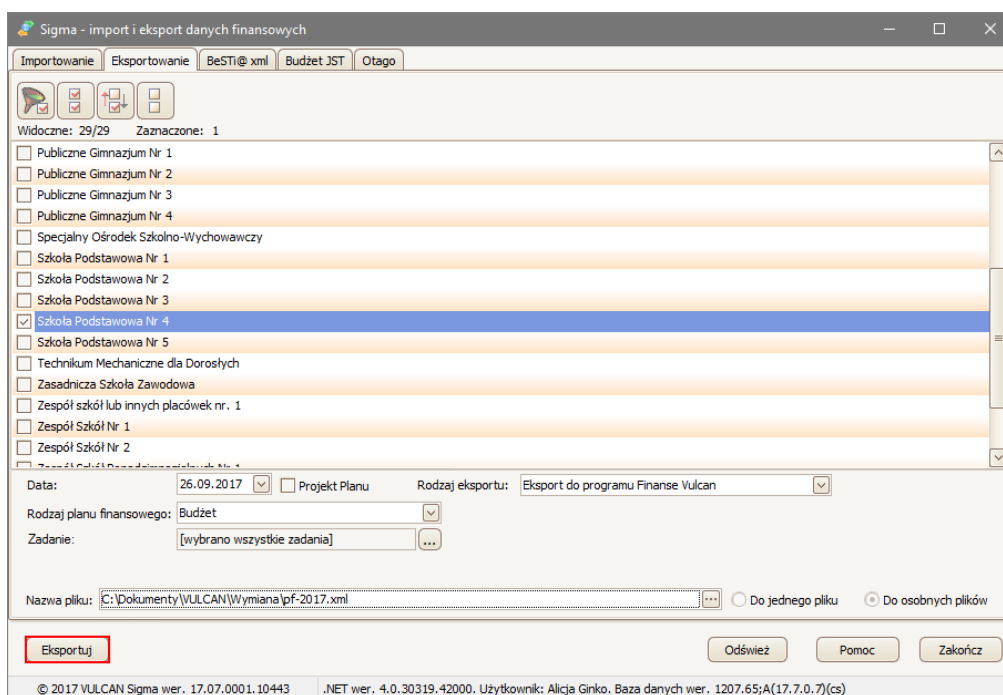 Sigma - import i eksport danych finansowych
Importowanie Eksportowanie BeSTi@ xml Budżet JST Otago
Widoczne: 29/29 Zaznaczone: 1
Publiczne Gimnazjum Nr 1
Publiczne Gimnazjum Nr 2
Publiczne Gimnazjum Nr 3
Publiczne Gimnazjum Nr 4
Specjalny Ośrodek Szkolno-Wychowawczy
Szkoła Podstawowa Nr 1
Szkoła Podstawowa Nr 2
Szkoła Podstawowa Nr 3
Szkoła Podstawowa Nr 4
Szkoła Podstawowa Nr 5
Technikum Mechaniczne dla Dorosłych
Zasadnicza Szkoła Zawodowa
Zespół szkół lub innych placówek nr. 1
Zespół Szkół Nr 1
Zespół Szkół Nr 2
Zespół Szkół Ponadgimnazjalnych Nr 1
Data: 26.09.2017 Projekt Planu Rodzaj eksportu: Eksport do programu Finanse Vulcan
Rodzaj planu finansowego: Budżet
Zadanie: [wybrano wszystkie zadania] ...
Nazwa pliku: C:\Dokumenty\VULCAN\Wymiana\pf-2017.xml ... Do jednego pliku Do osobnych plików
Eksportuj Odśwież Pomoc Zakończ
© 2017 VULCAN Sigma wer. 17.07.0001.10443 .NET wer. 4.0.30319.42000. Użytkownik: Alicja Ginko. Baza danych wer. 1207.65;A(17.7.0.7)(cs)